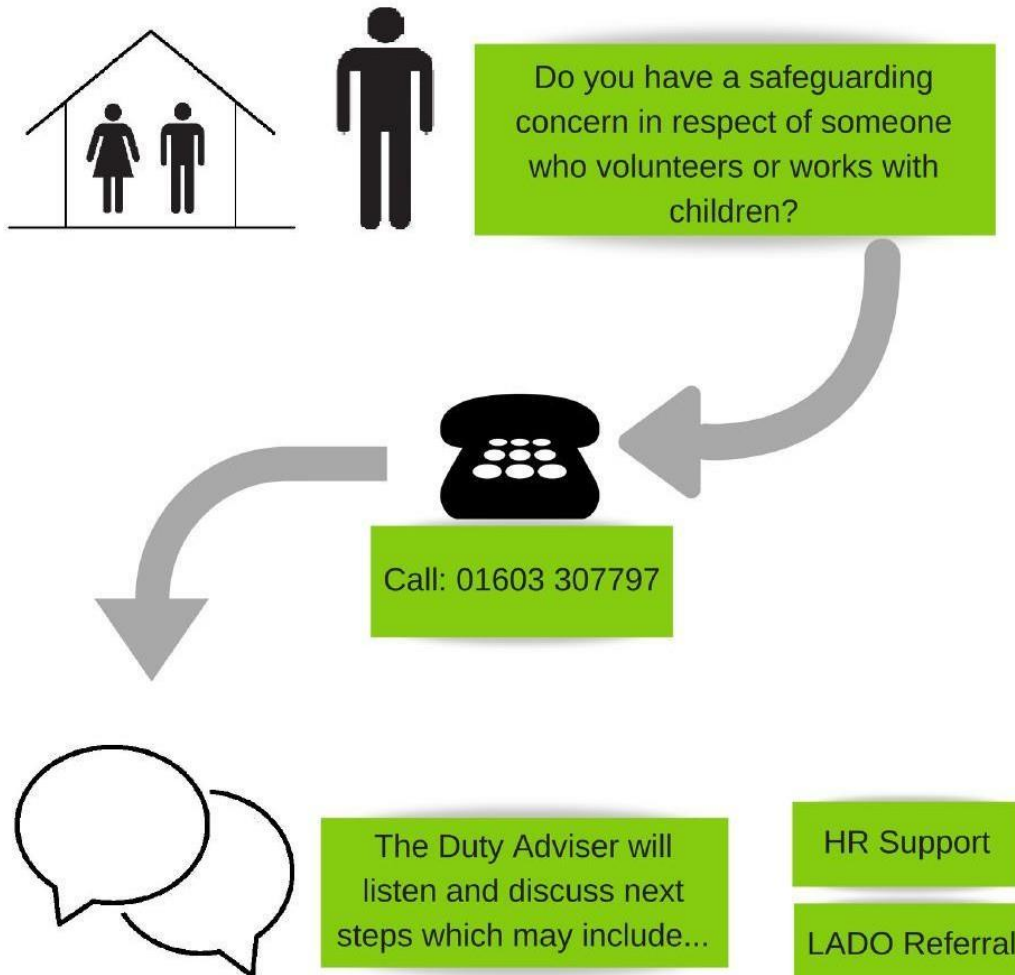 Do you have a safeguarding
concern in respect of someone
who volunteers or works with
children?
Call: 01603 307797
The Duty Adviser will
listen and discuss next
steps which may include...
HR Support
LADO Referral